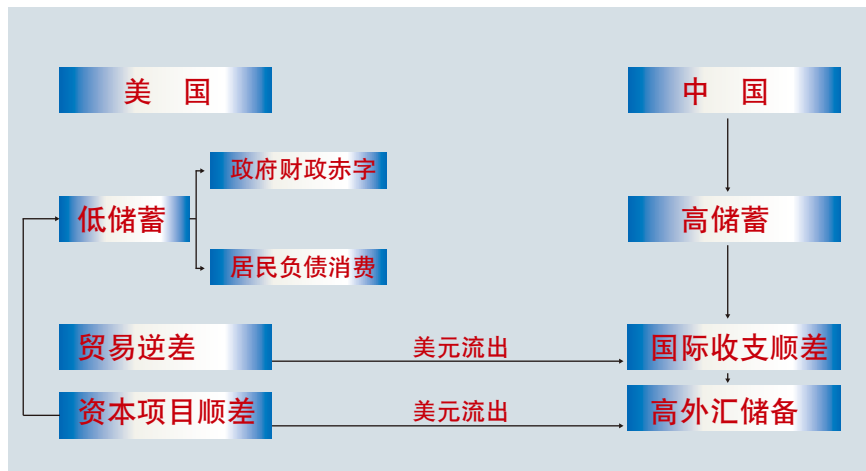 美 国
中 国
政府财政赤字
低储蓄
高储蓄
居民负债消费
贸易逆差
美元流出
国际收支顺差
资本项目顺差
美元流出
高外汇储备